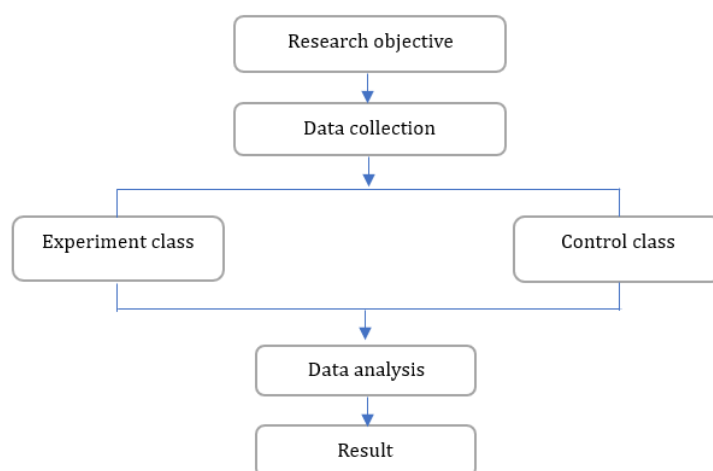 Research objective
Data collection
Experiment class
Control class
Data analysis
Result